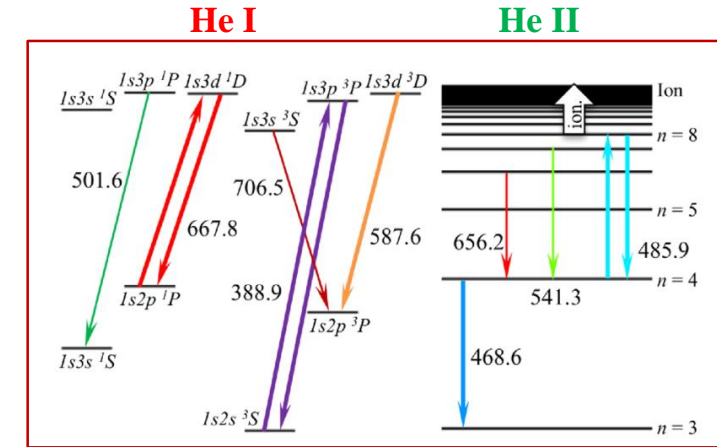 He I
He II
1s3p ¹P
1s3d ¹D
1s3p ³P
1s3d ³D
Ion
1s3s ¹S
1s3s ³S
ion.
n = 8
501.6
706.5
667.8
587.6
n = 5
656.2
485.9
n = 4
388.9
1s2p ¹P
541.3
1s2p ³P
1s3s ¹S
468.6
1s2s ³S
n = 3